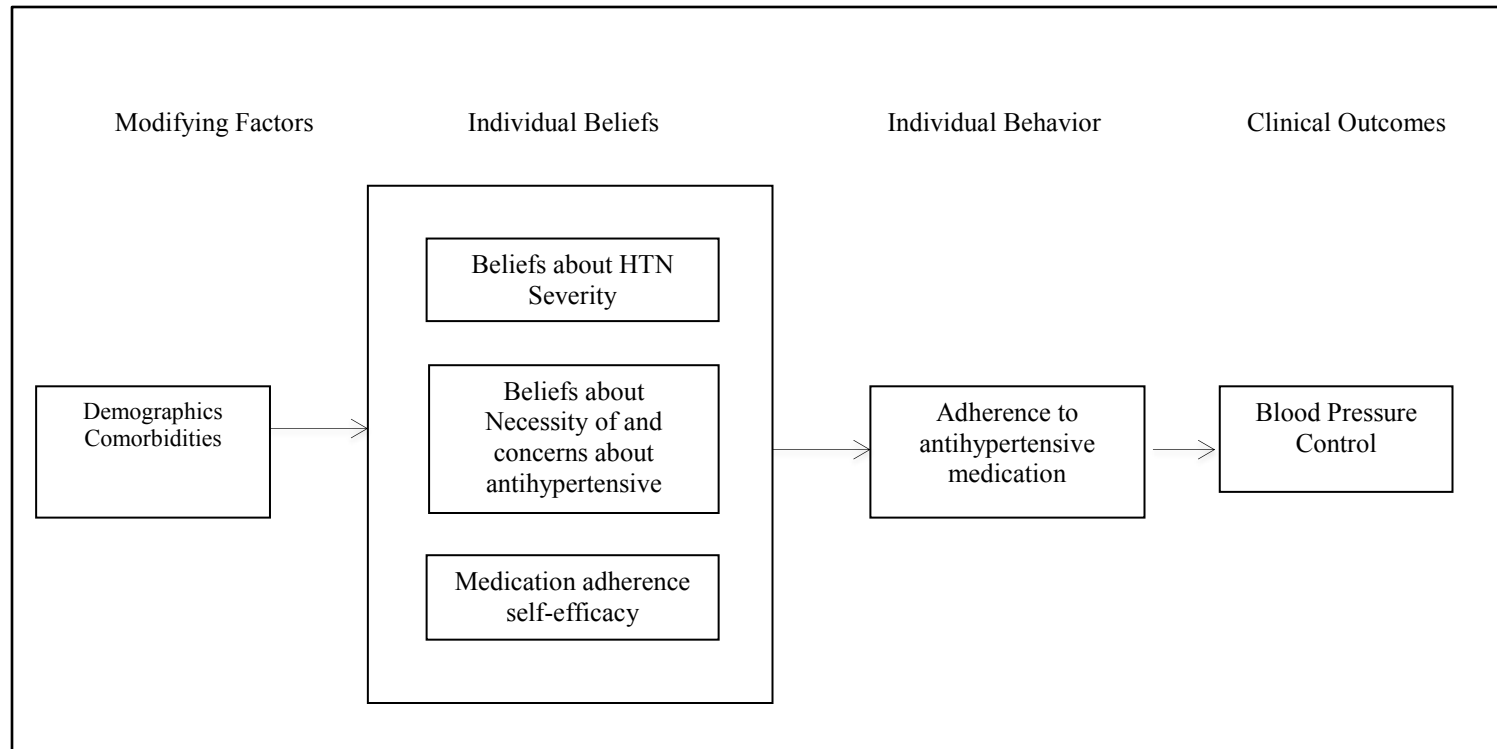 Modifying Factors
Individual Beliefs
Individual Behavior
Clinical Outcomes
Demographics
Comorbidities
Beliefs about HTN
Severity
Beliefs about
Necessity of and
concerns about
antihypertensive
Medication adherence
self-efficacy
Adherence to
antihypertensive
medication
Blood Pressure
Control